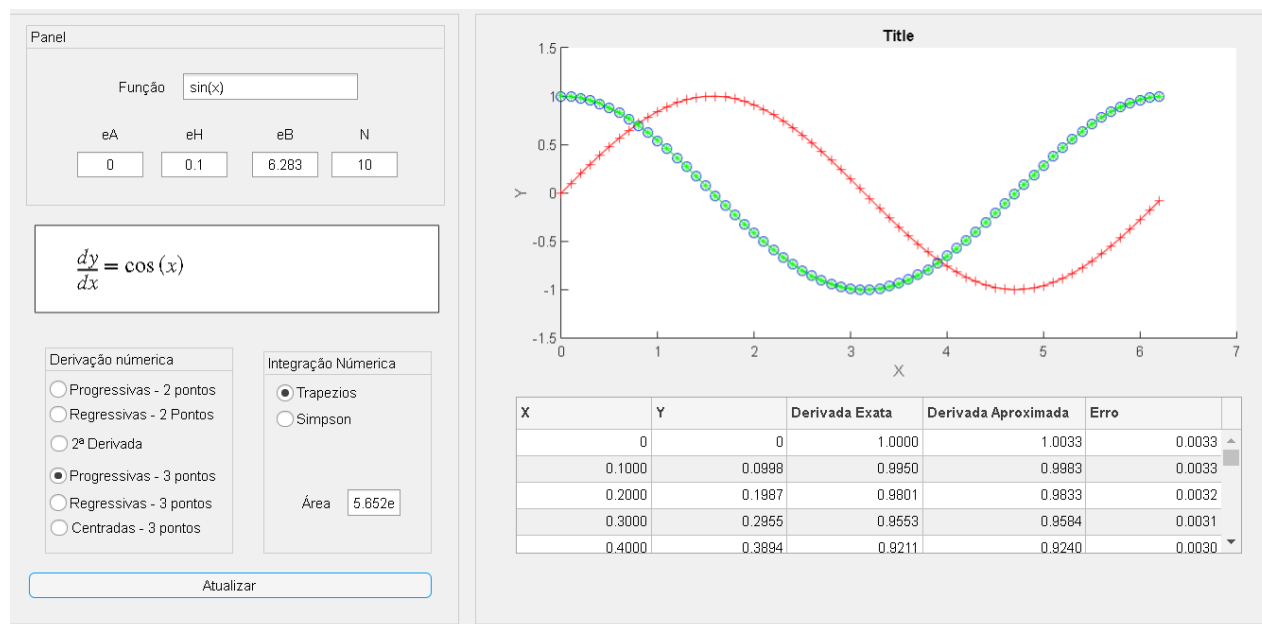 Panel
Função sin(x)
eA eH eB N
0 0.1 6.283 10
dy/dx = cos (x)
Derivação númerica
Progressivas - 2 pontos
Regressivas - 2 Pontos
2ª Derivada
Progressivas - 3 pontos
Regressivas - 3 pontos
Centradas - 3 pontos
Integração Númerica
Trapezios
Simpson
Área 5.652e
Atualizar
Title
1.5
1
0.5
0
-0.5
-1
-1.5
Y
0 1 2 3 4 5 6 7
X
X Y Derivada Exata Derivada Aproximada Erro
0 0 1.0000 1.0033 0.0033
0.1000 0.0998 0.9950 0.9983 0.0033
0.2000 0.1987 0.9801 0.9833 0.0032
0.3000 0.2955 0.9553 0.9584 0.0031
0.4000 0.3894 0.9211 0.9240 0.0030